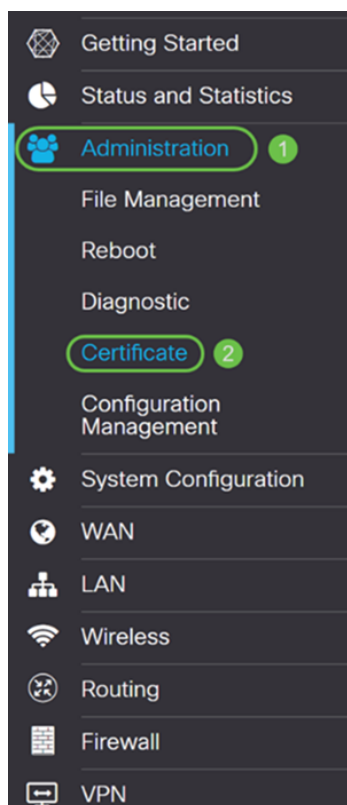 Getting Started
Status and Statistics
Administration 1
File Management
Reboot
Diagnostic
Certificate 2
Configuration
Management
System Configuration
WAN
LAN
Wireless
Routing
Firewall
VPN